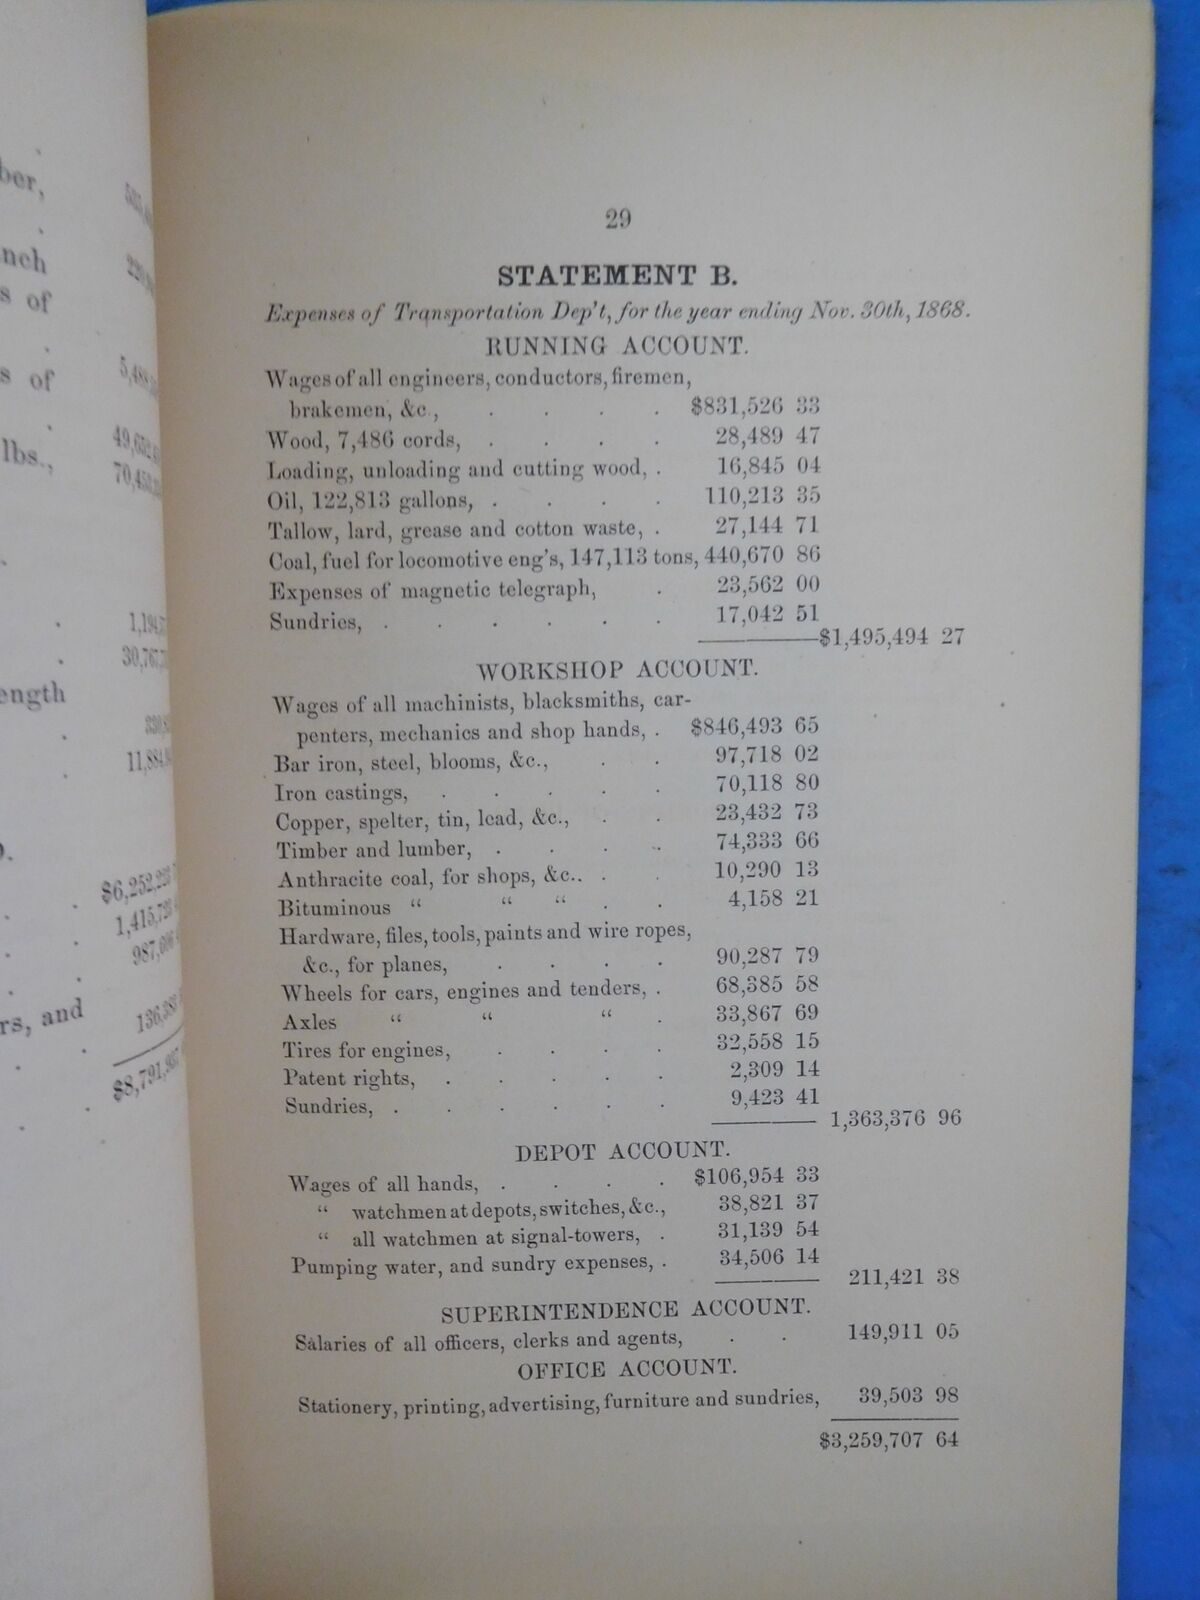 ber,
nch
s of
s of
lbs.,
ength
$6,252,22
rs, and
29
STATEMENT B.
Expenses of Transportation Dep't, for the year ending Nov. 30th, 1868.
RUNNING ACCOUNT.
Wages of all engineers, conductors, firemen,
brakemen, &c., . . . . $831,526 33
Wood, 7,486 cords, . . . . 28,489 47
Loading, unloading and cutting wood, . 16,845 04
Oil, 122,813 gallons, . . . . 110,213 35
Tallow, lard, grease and cotton waste, . 27,144 71
Coal, fuel for locomotive eng's, 147,113 tons, 440,670 86
Expenses of magnetic telegraph, . 23,562 00
Sundries, . . . . . . 17,042 51
$1,495,494 27
WORKSHOP ACCOUNT.
Wages of all machinists, blacksmiths, car-
penters, mechanics and shop hands, . $846,493 65
Bar iron, steel, blooms, &c., . . 97,718 02
Iron castings, . . . . . 70,118 80
Copper, spelter, tin, lead, &c., . . 23,432 73
Timber and lumber, . . . . 74,333 66
Anthracite coal, for shops, &c.. . . 10,290 13
Bituminous “ “ “ . . 4,158 21
Hardware, files, tools, paints and wire ropes,
&c., for planes, . . . . 90,287 79
Wheels for cars, engines and tenders, . 68,385 58
Axles “ “ “ . 33,867 69
Tires for engines, . . . . 32,558 15
Patent rights, . . . . . 2,309 14
Sundries, . . . . . . 9,423 41
1,363,376 96
DEPOT ACCOUNT.
Wages of all hands, . . . . $106,954 33
“ watchmen at depots, switches, &c., 38,821 37
“ all watchmen at signal-towers, . 31,139 54
Pumping water, and sundry expenses, . 34,506 14
211,421 38
SUPERINTENDENCE ACCOUNT.
Salaries of all officers, clerks and agents, . . 149,911 05
OFFICE ACCOUNT.
Stationery, printing, advertising, furniture and sundries, 39,503 98
$3,259,707 64